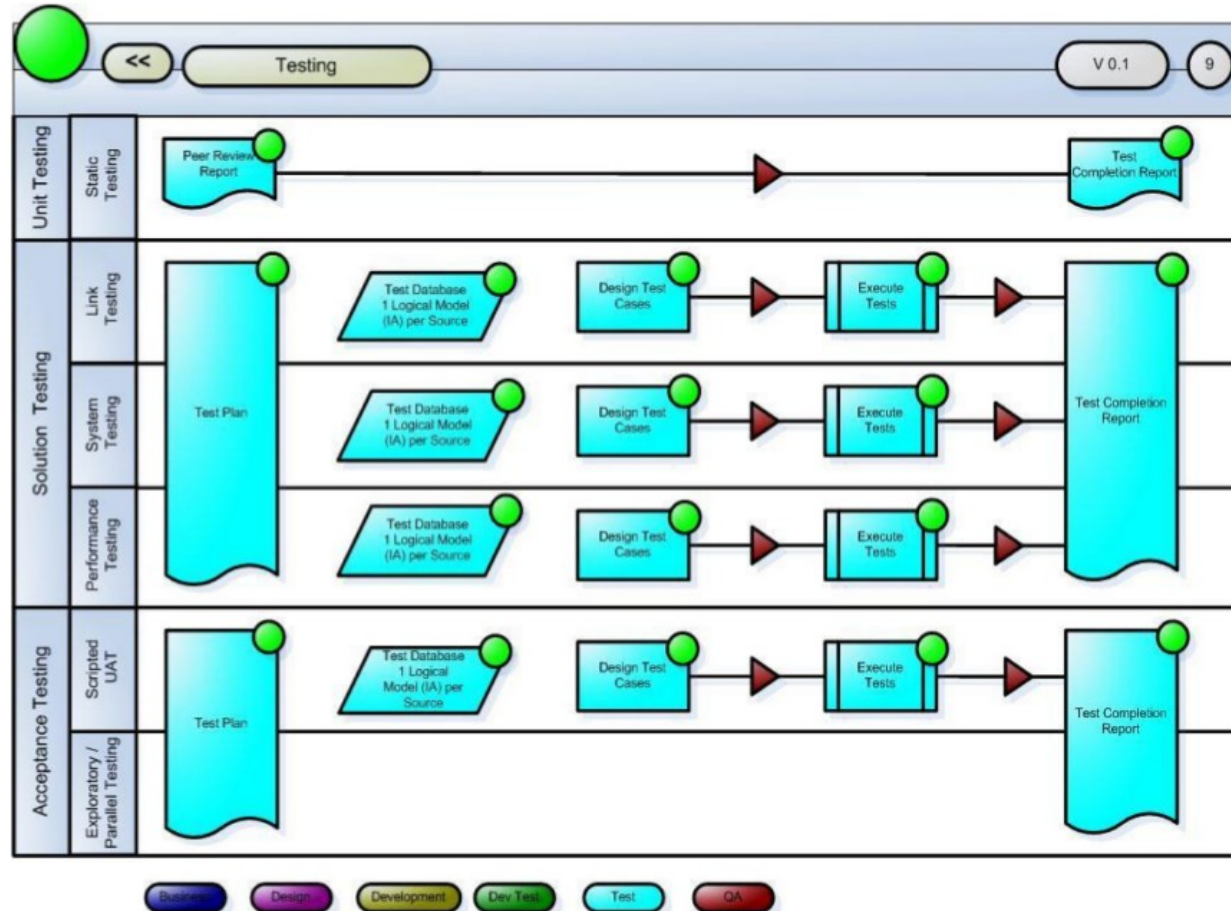 <<
Testing
V 0.1
9
Unit Testing
Static
Testing
Peer Review
Report
Test
Completion Report
Solution Testing
Link
Testing
System
Testing
Performance
Testing
Test Plan
Test Database
1 Logical Model
(IA) per Source
Design Test
Cases
Execute
Tests
Test Database
1 Logical Model
(IA) per Source
Design Test
Cases
Execute
Tests
Test Database
1 Logical Model
(IA) per Source
Design Test
Cases
Execute
Tests
Test Completion
Report
Acceptance Testing
Scripted
UAT
Exploratory /
Parallel Testing
Test Plan
Test Database
1 Logical
Model (IA) per
Source
Design Test
Cases
Execute
Tests
Test Completion
Report
Business
Design
Development
Dev Test
Test
QA